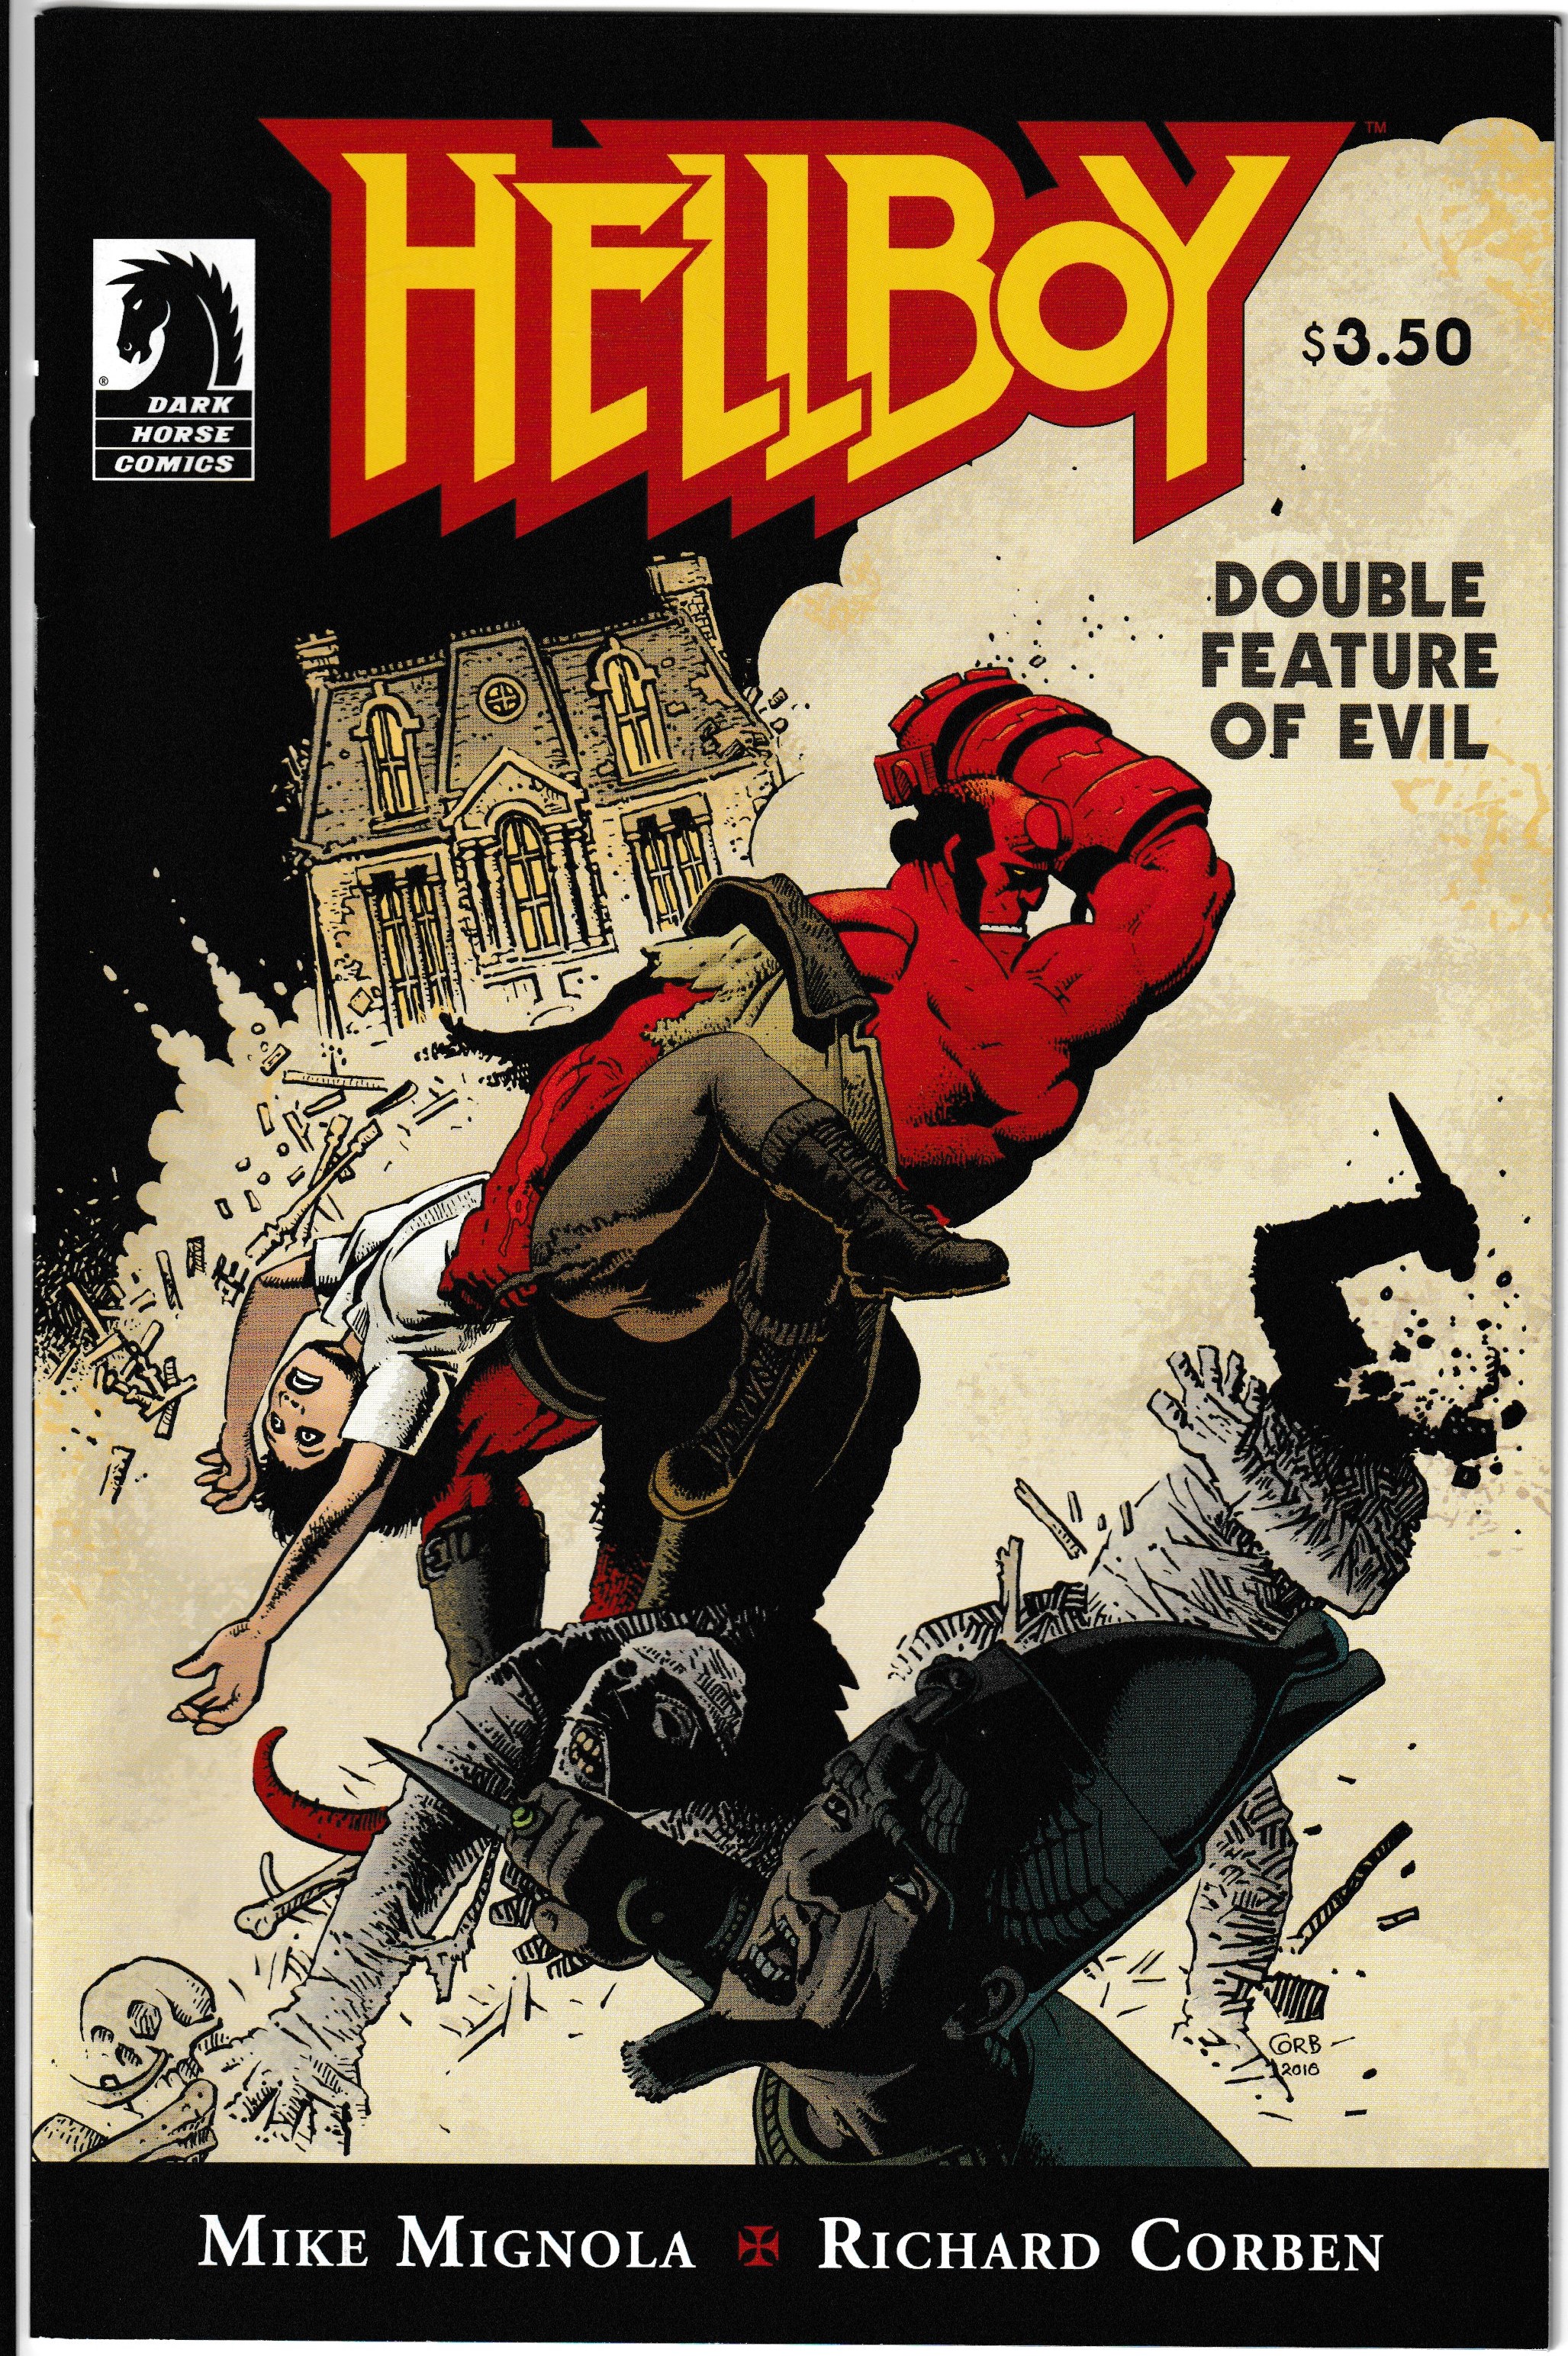 HELLBOY
TM
$3.50
®
DARK
HORSE
COMICS
DOUBLE
FEATURE
OF EVIL
CORB
2010
MIKE MIGNOLA
RICHARD CORBEN